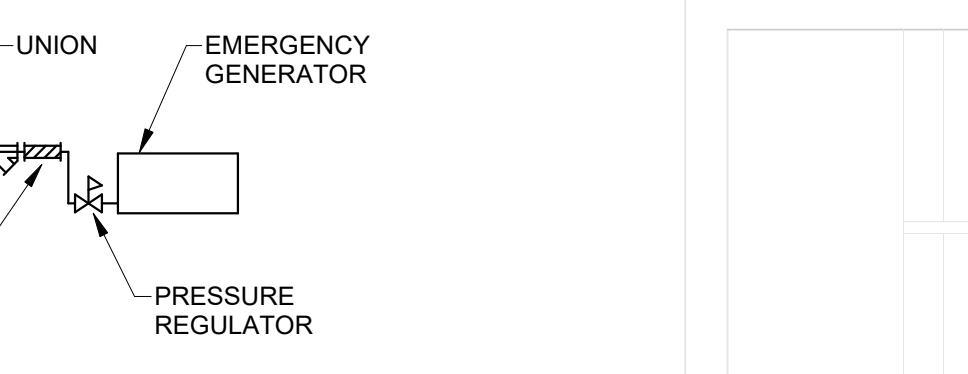 UNION
EMERGENCY
GENERATOR
PRESSURE
REGULATOR